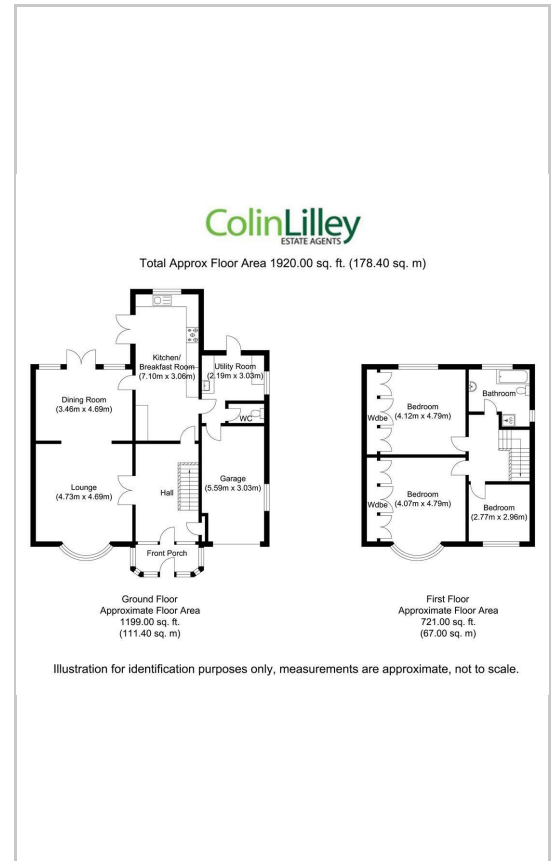 ColinLilley
ESTATE AGENTS
Total Approx Floor Area 1920.00 sq. ft. (178.40 sq. m)
Kitchen/
Breakfast Room
(7.10m x 3.06m)
Utility Room
(2.19m x 3.03m)
WC
Dining Room
(3.46m x 4.69m)
Lounge
(4.73m x 4.69m)
Hall
Garage
(5.59m x 3.03m)
Front Porch
Ground Floor
Approximate Floor Area
1199.00 sq. ft.
(111.40 sq. m)
Bathroom
Wdbe
Bedroom
(4.12m x 4.79m)
Wdbe
Bedroom
(4.07m x 4.79m)
Bedroom
(2.77m x 2.96m)
First Floor
Approximate Floor Area
721.00 sq. ft.
(67.00 sq. m)
Illustration for identification purposes only, measurements are approximate, not to scale.